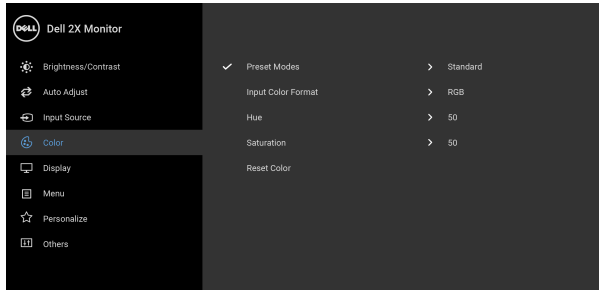 DELL Dell 2X Monitor
Brightness/Contrast
Auto Adjust
Input Source
Color
Display
Menu
Personalize
Others
Preset Modes Standard
Input Color Format RGB
Hue 50
Saturation 50
Reset Color